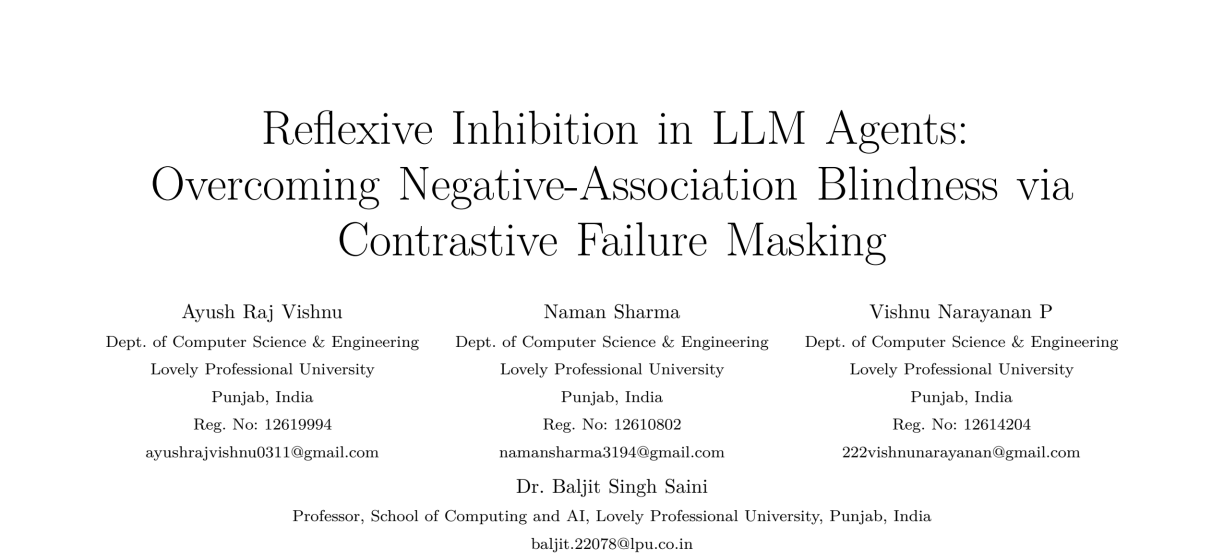 Reflexive Inhibition in LLM Agents:
Overcoming Negative-Association Blindness via
Contrastive Failure Masking
Ayush Raj Vishnu
Dept. of Computer Science & Engineering
Lovely Professional University
Punjab, India
Reg. No: 12619994
ayushrajvishnu0311@gmail.com
Naman Sharma
Dept. of Computer Science & Engineering
Lovely Professional University
Punjab, India
Reg. No: 12610802
namansharma3194@gmail.com
Vishnu Narayanan P
Dept. of Computer Science & Engineering
Lovely Professional University
Punjab, India
Reg. No: 12614204
222vishnunarayanan@gmail.com
Dr. Baljit Singh Saini
Professor, School of Computing and AI, Lovely Professional University, Punjab, India
baljit.22078@lpu.co.in